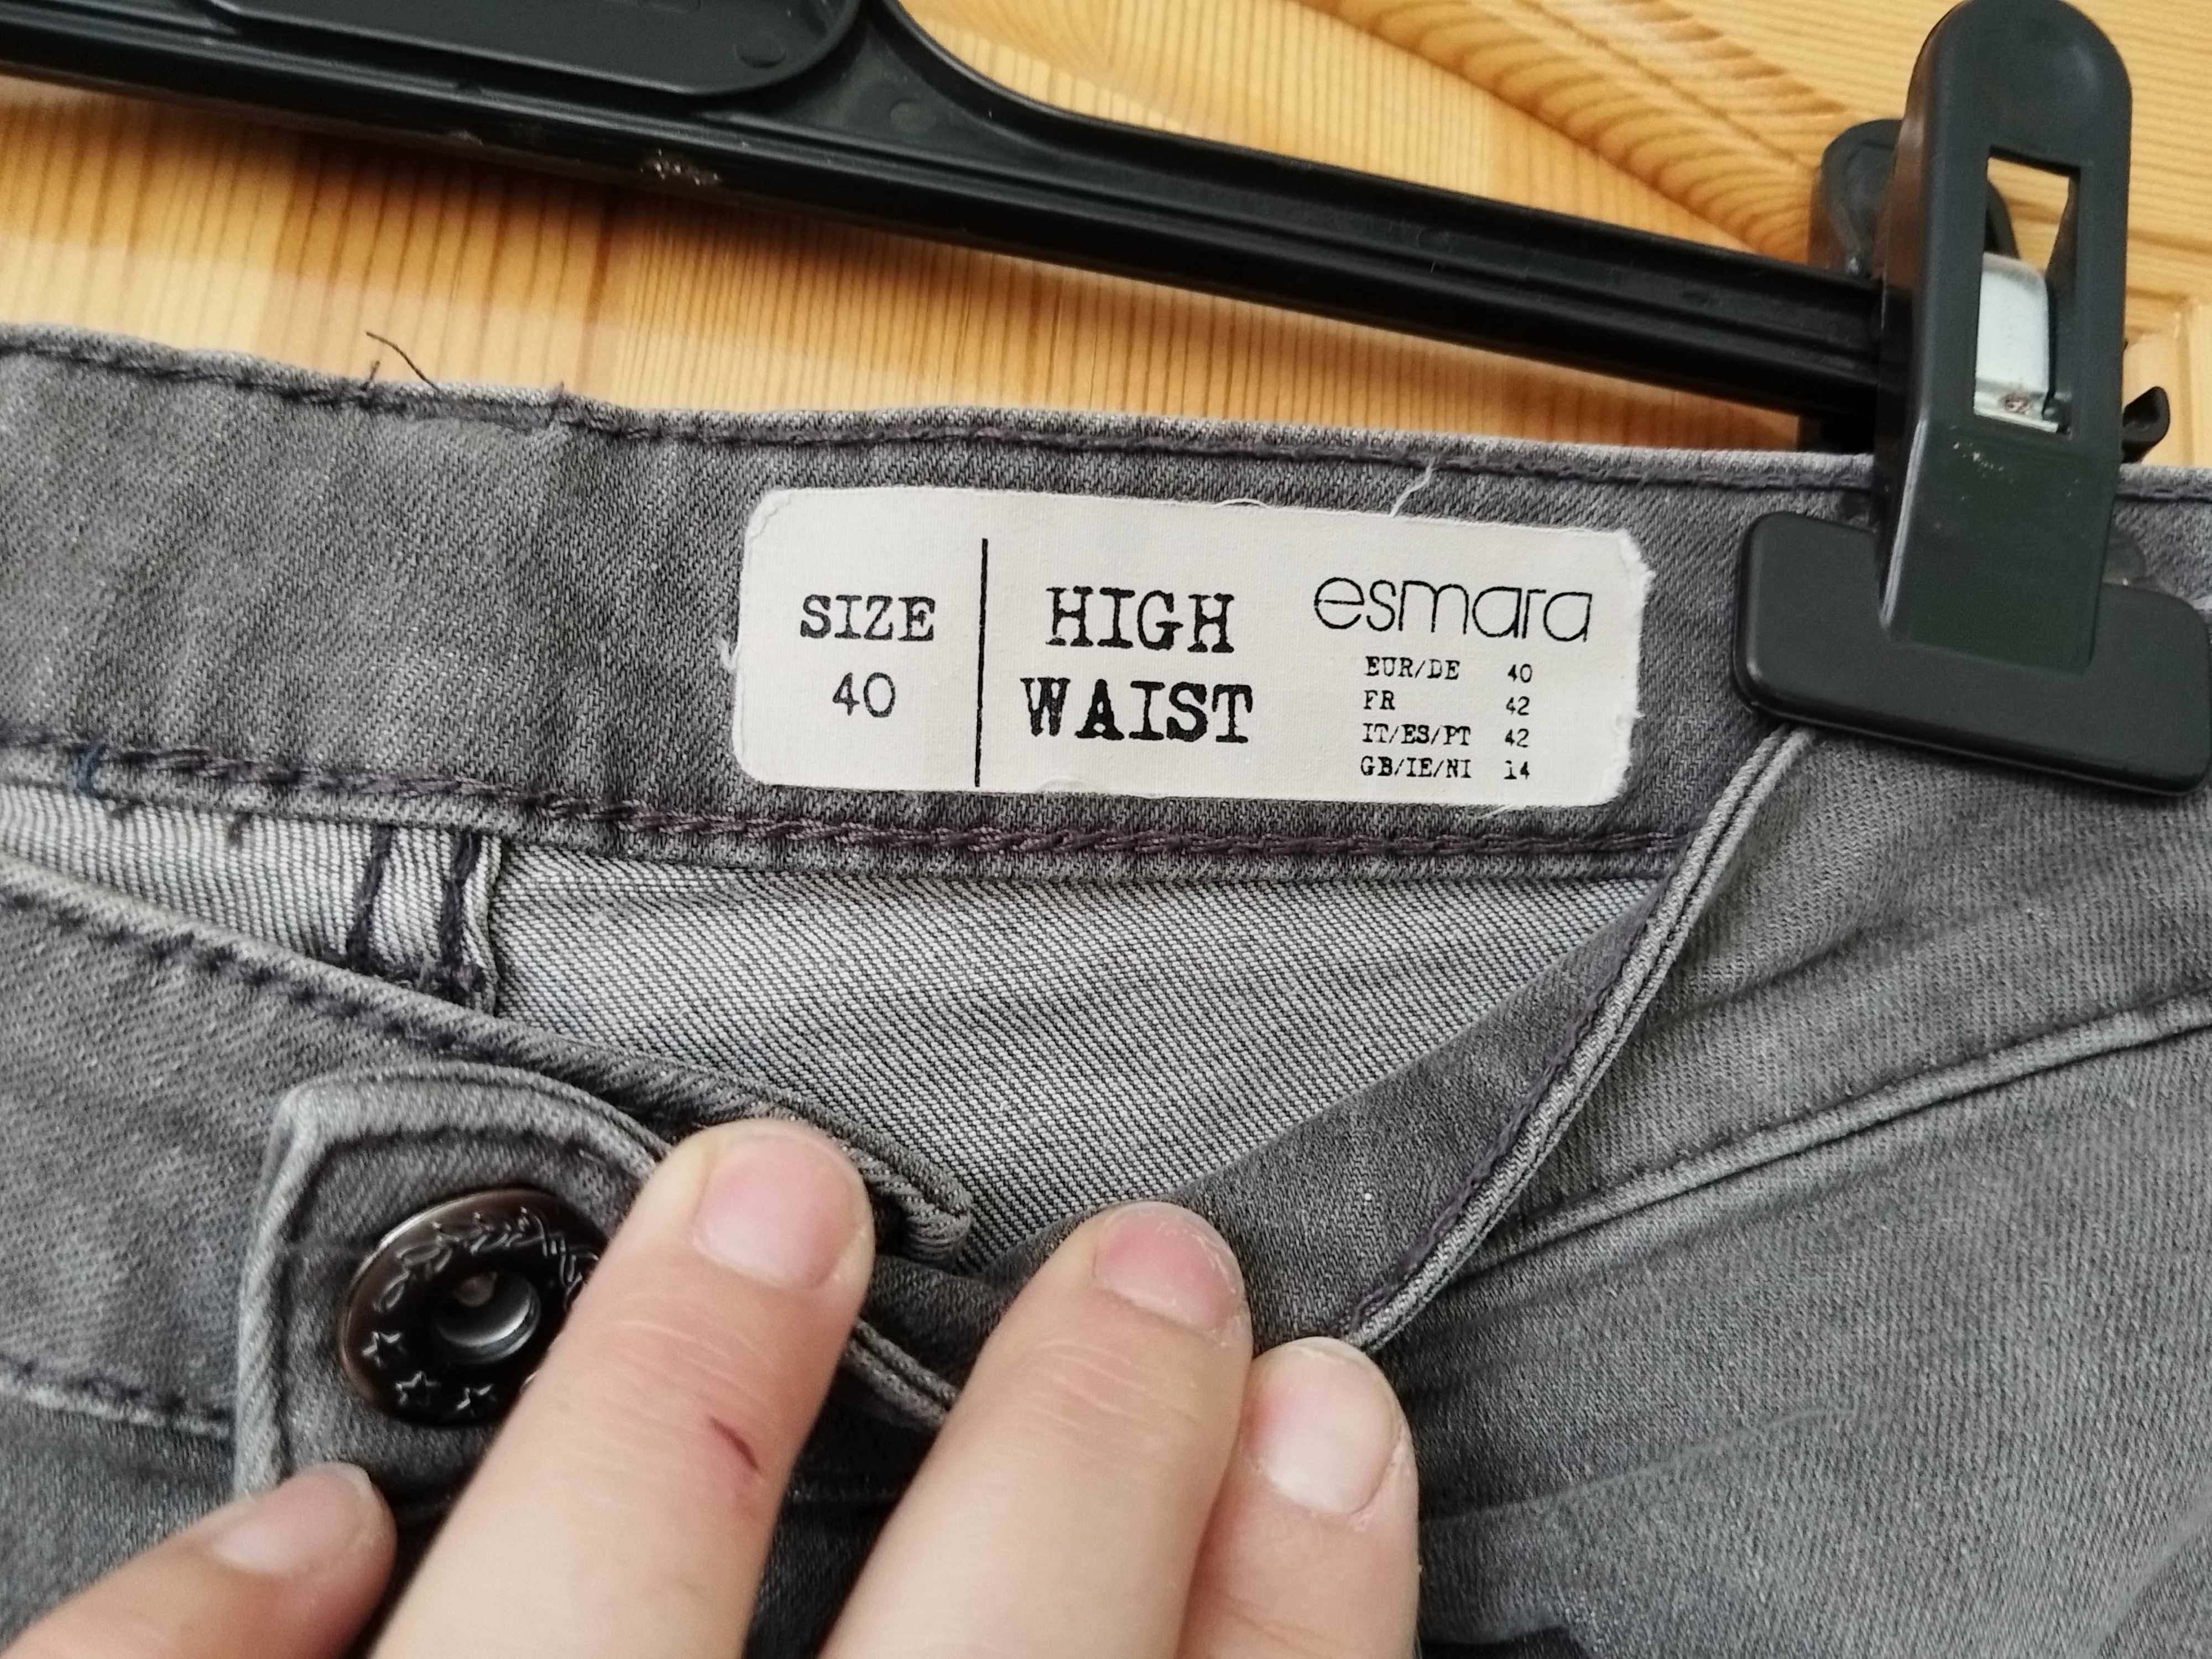 SIZE
40
HIGH
WAIST
esmara
EUR/DE 40
FR 42
IT/ES/PT 42
GB/IE/NI 14